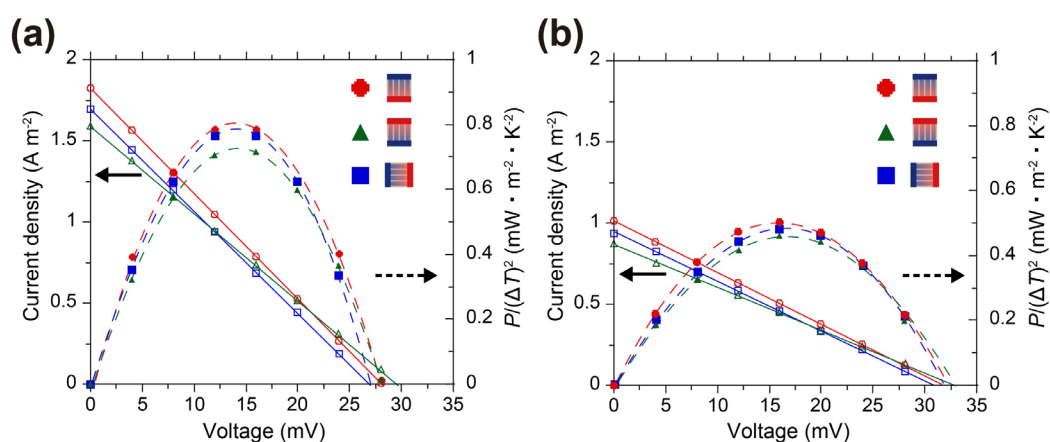 (a)
2
1.5
1
0.5
0
Current density (A m⁻²)
0 5 10 15 20 25 30 35
Voltage (mV)
1
0.8
0.6
0.4
0.2
0
P/(ΔT)² (mW · m⁻² · K⁻²)
(b)
2
1.5
1
0.5
0
Current density (A m⁻²)
0 5 10 15 20 25 30 35
Voltage (mV)
1
0.8
0.6
0.4
0.2
0
P/(ΔT)² (mW · m⁻² · K⁻²)